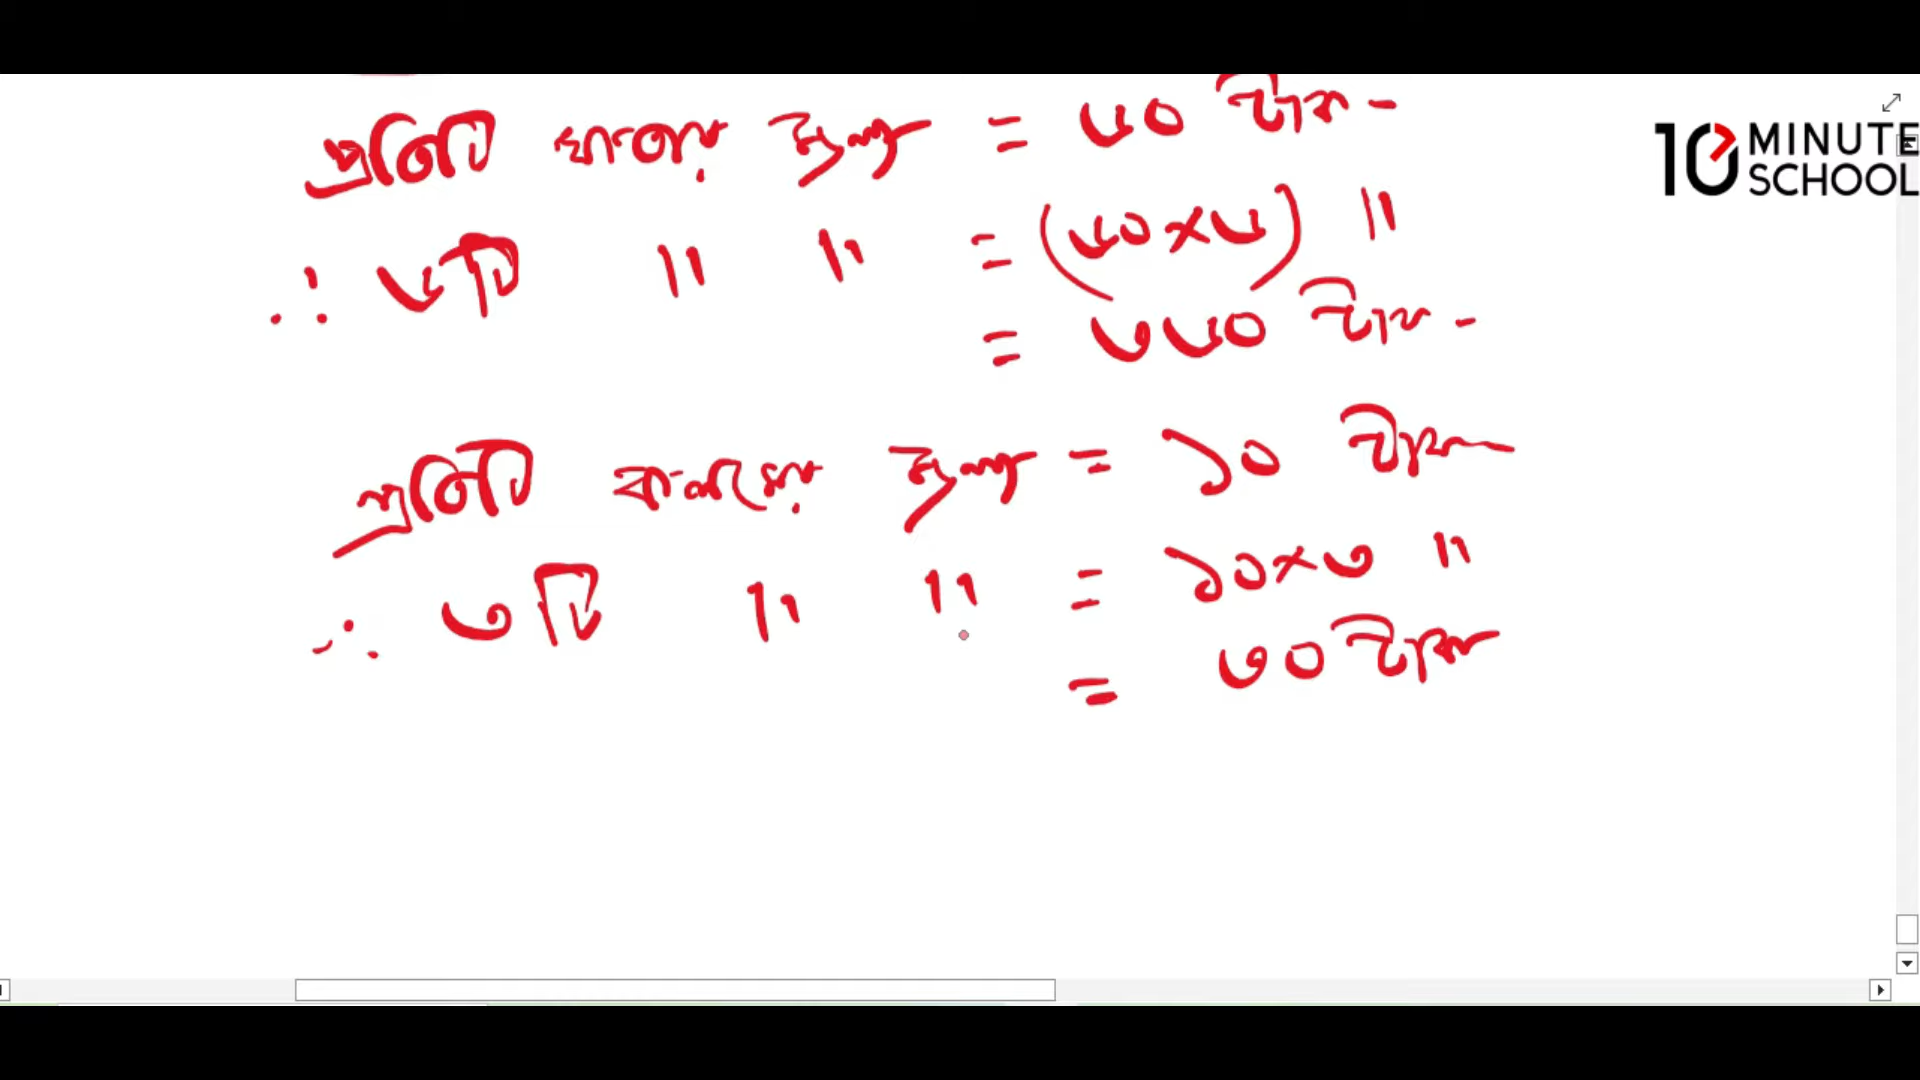 প্রতিটি খাতার মূল্য = ৬০ টাকা
∴ ৬টি " " = (৬০×৬) "
= ৩৬০ টাকা
প্রতিটি কলমের মূল্য = ১০ টাকা
∴ ৩টি " " = ১০×৩ "
= ৩০ টাকা
10 MINUTE SCHOOL